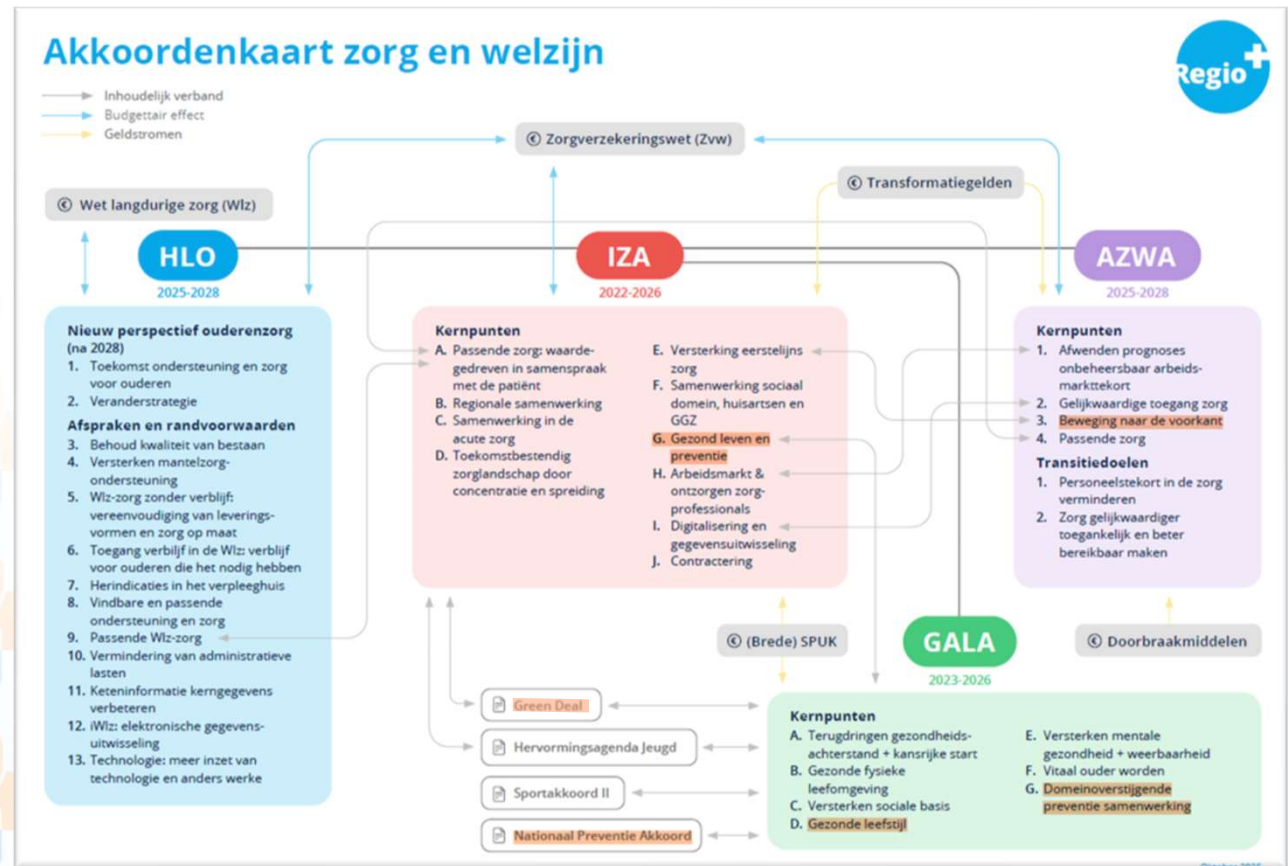 Akkoordenkaart zorg en welzijn
Regio+
Inhoudelijk verband
Budgettair effect
Geldstromen
€ Zorgverzekeringswet (Zvw)
€ Transformatiegelden
€ Wet langdurige zorg (Wlz)
HLO
2025-2028
IZA
2022-2026
AZWA
2025-2028
Nieuw perspectief ouderenzorg
(na 2028)
1. Toekomst ondersteuning en zorg
voor ouderen
2. Veranderstrategie
Afspraken en randvoorwaarden
3. Behoud kwaliteit van bestaan
4. Versterken mantelzorg-
ondersteuning
5. Wlz-zorg zonder verblijf:
vereenvoudiging van leverings-
vormen en zorg op maat
6. Toegang verbilijf in de Wlz: verblijf
voor ouderen die het nodig hebben
7. Herindicaties in het verpleeghuis
8. Vindbare en passende
ondersteuning en zorg
9. Passende Wlz-zorg
10. Vermindering van administratieve
lasten
11. Keteninformatie kerngegevens
verbeteren
12. iWlz: elektronische gegevens-
uitwisseling
13. Technologie: meer inzet van
technologie en anders werke
Kernpunten
A. Passende zorg: waarde-
gedreven in samenspraak
met de patiënt
B. Regionale samenwerking
C. Samenwerking in de
acute zorg
D. Toekomstbestendig
zorglandschap door
concentratie en spreiding
E. Versterking eerstelijns
zorg
F. Samenwerking sociaal
domein, huisartsen en
GGZ
G. Gezond leven en
preventie
H. Arbeidsmarkt &
ontzorgen zorg-
professionals
I. Digitalisering en
gegevensuitwisseling
J. Contractering
Kernpunten
1. Afwenden prognoses
onbeheersbaar arbeids-
markttekort
2. Gelijkwaardige toegang zorg
3. Beweging naar de voorkant
4. Passende zorg
Transitiedoelen
1. Personeelstekort in de zorg
verminderen
2. Zorg gelijkwaardiger
toegankelijk en beter
bereikbaar maken
€ (Brede) SPUK
GALA
2023-2026
€ Doorbraakmiddelen
Green Deal
Hervormingsagenda Jeugd
Sportakkoord II
Nationaal Preventie Akkoord
Kernpunten
A. Terugdringen gezondheids-
achterstand + kansrijke start
B. Gezonde fysieke
leefomgeving
C. Versterken sociale basis
D. Gezonde leefstijl
E. Versterken mentale
gezondheid + weerbaarheid
F. Vitaal ouder worden
G. Domeinoverstijgende
preventie samenwerking